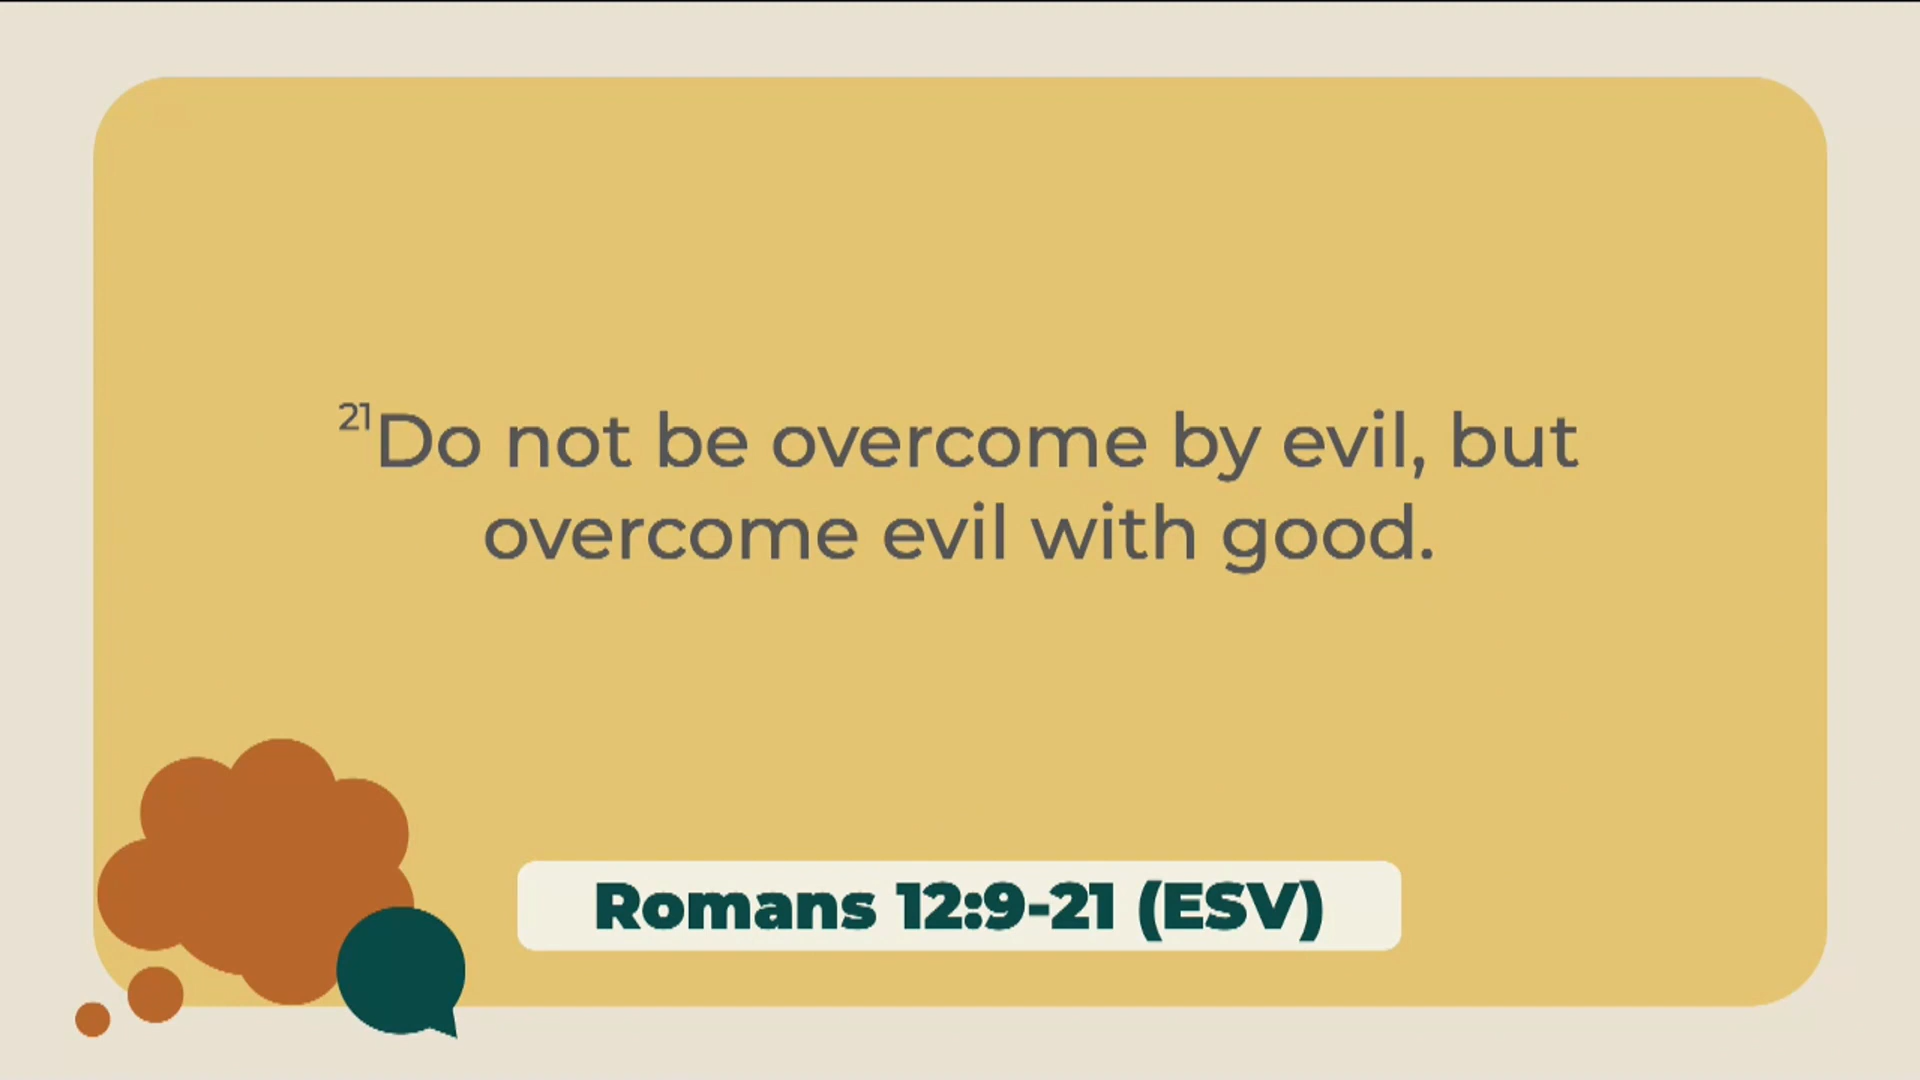 21Do not be overcome by evil, but
overcome evil with good.
Romans 12:9-21 (ESV)